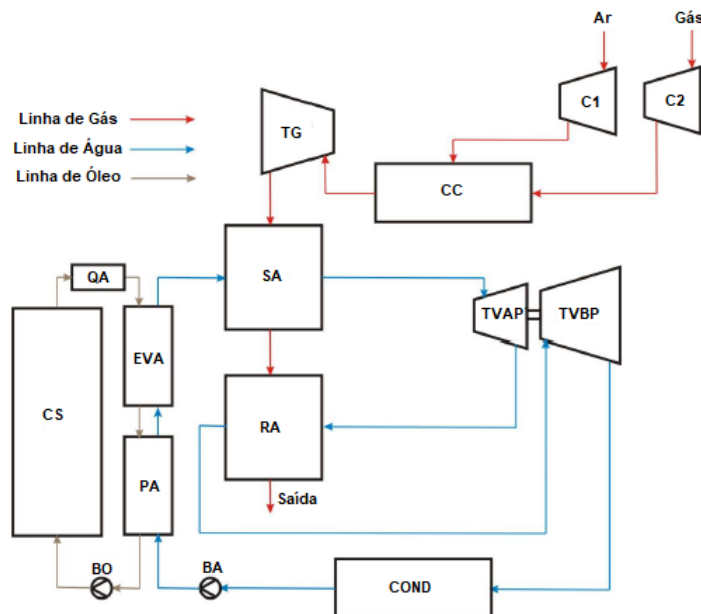 Ar
Gás
C1
C2
Linha de Gás
TG
Linha de Água
Linha de Óleo
CC
QA
SA
TVAP
TVBP
EVA
CS
RA
PA
Saída
BO
BA
COND